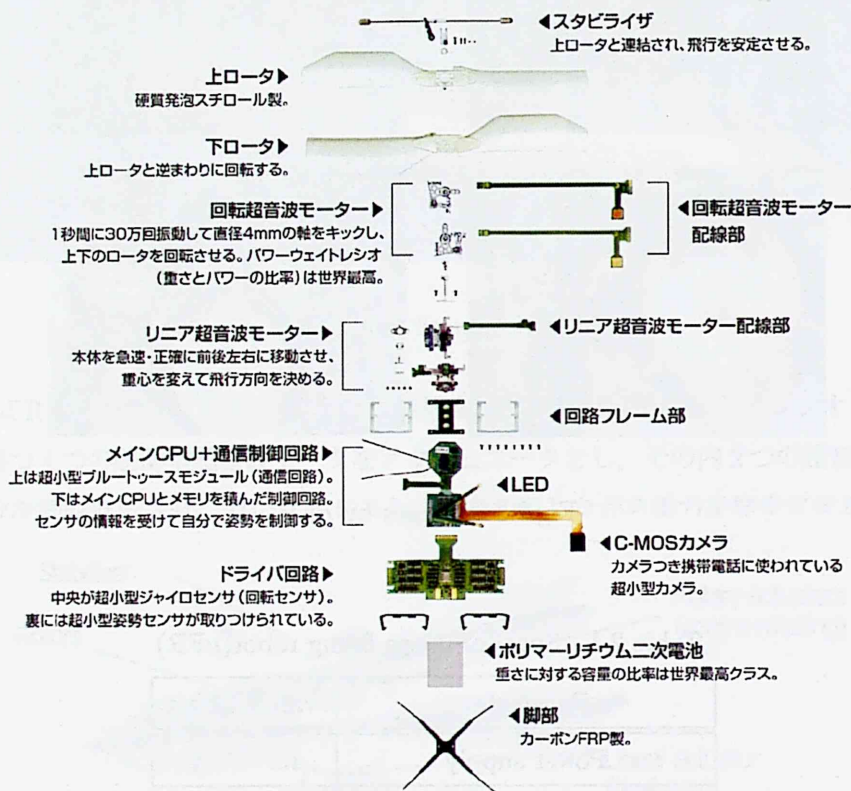 ◀スタビライザ
上ロータと連結され、飛行を安定させる。
上ロータ▶
硬質発泡スチロール製。
下ロータ▶
上ロータと逆まわりに回転する。
回転超音波モーター▶
1秒間に30万回振動して直径4mmの軸をキックし、
上下のロータを回転させる。パワーウェイトレシオ
(重さとパワーの比率)は世界最高。
◀回転超音波モーター
配線部
リニア超音波モーター▶
本体を急速・正確に前後左右に移動させ、
重心を変えて飛行方向を決める。
◀リニア超音波モーター配線部
◀回路フレーム部
メインCPU+通信制御回路▶
上は超小型ブルートゥースモジュール(通信回路)。
下はメインCPUとメモリを積んだ制御回路。
センサの情報を受けて自分で姿勢を制御する。
◀LED
◀C-MOSカメラ
カメラつき携帯電話に使われている
超小型カメラ。
ドライバ回路▶
中央が超小型ジャイロセンサ(回転センサ)。
裏には超小型姿勢センサが取りつけられている。
◀ポリマーリチウム二次電池
重さに対する容量の比率は世界最高クラス。
◀脚部
カーボンFRP製。